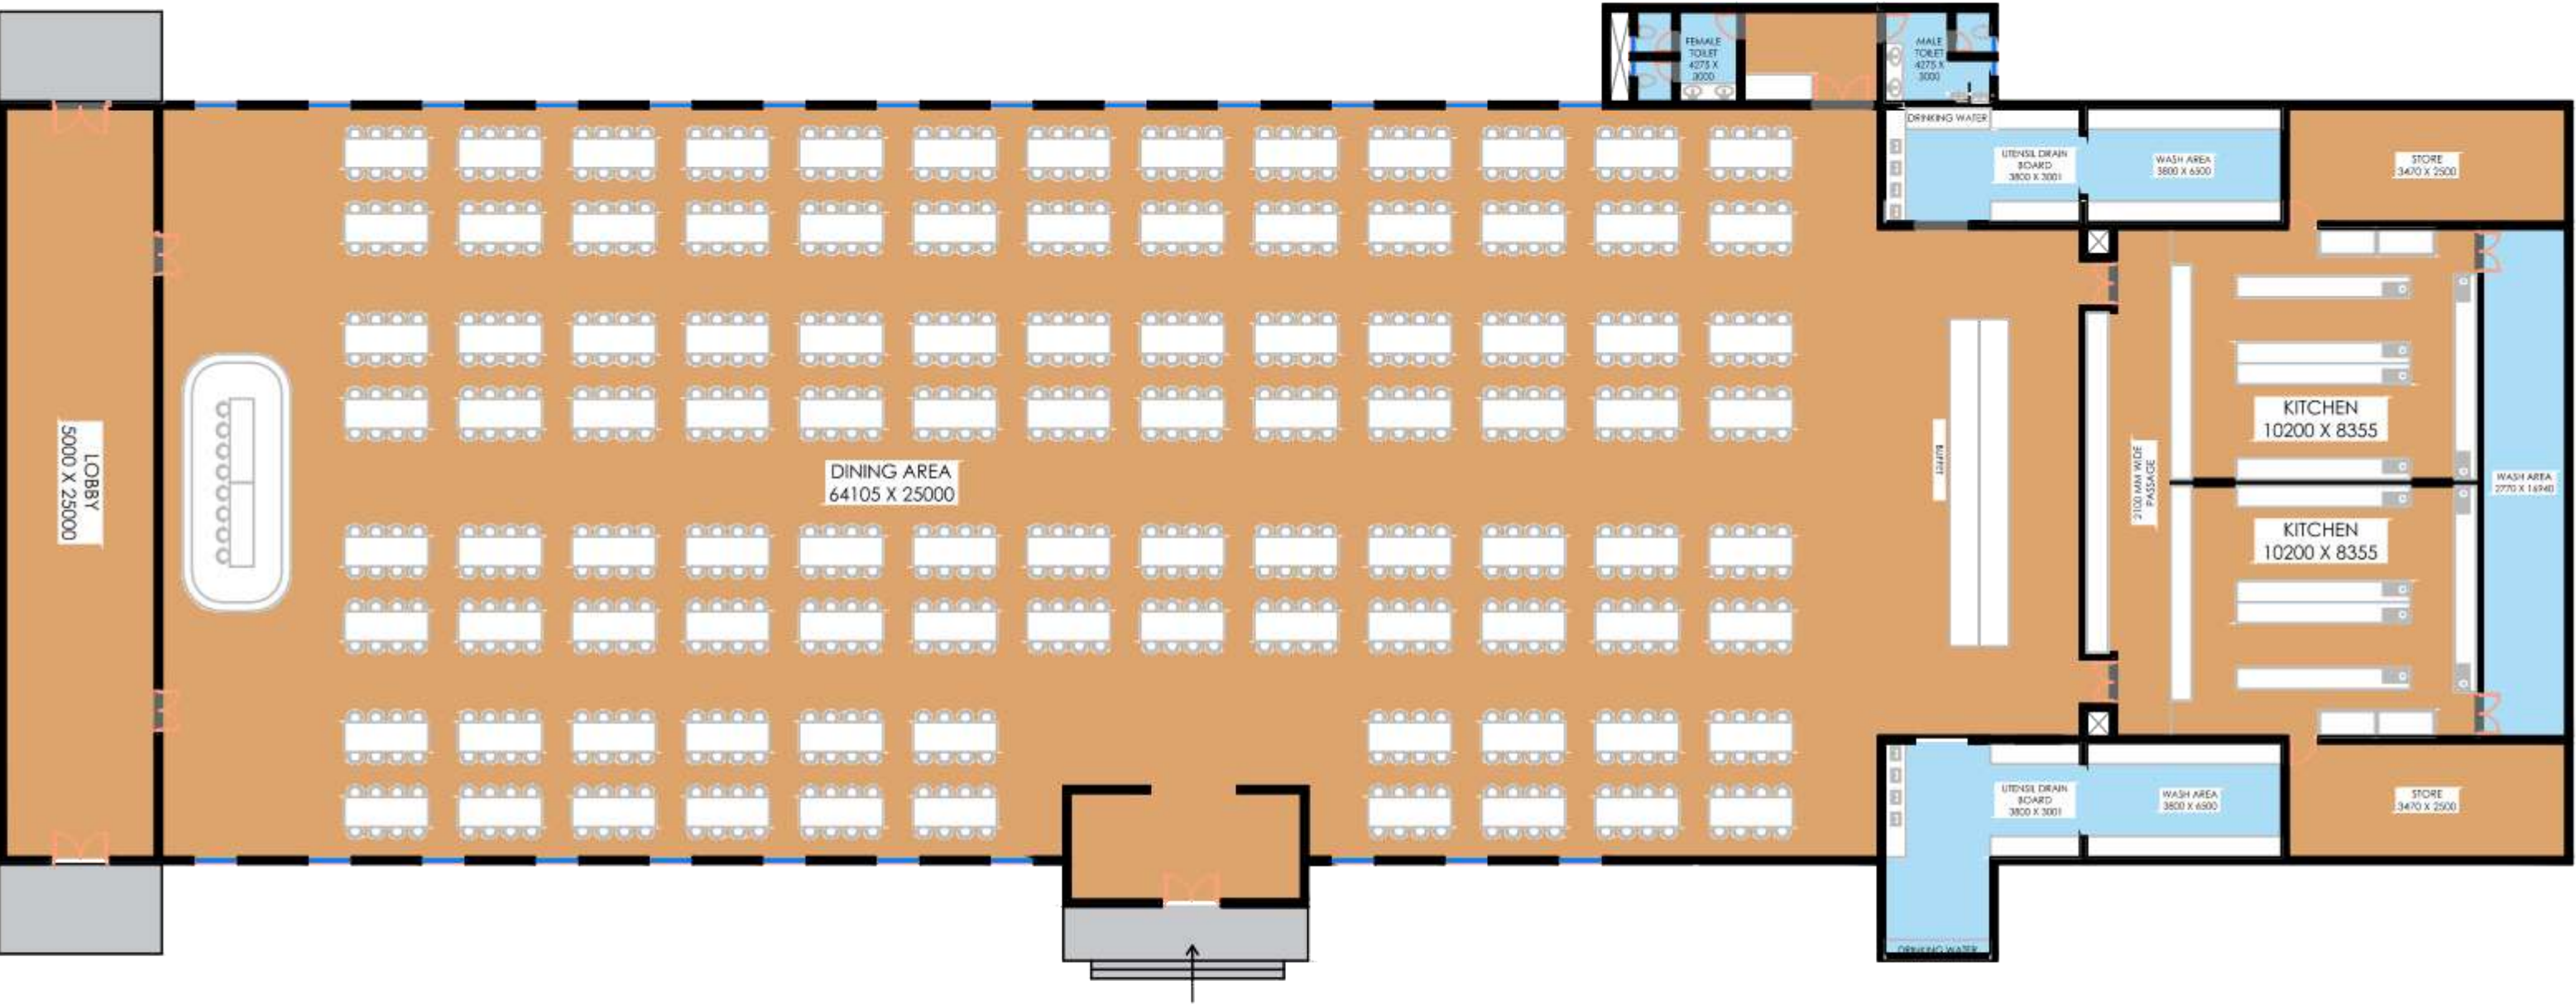 FEMALE
TOILET
4275 X
3000
MALE
TOILET
4275 X
3000
DRINKING WATER
UTENSIL DRAIN
BOARD
3800 X 3001
WASH AREA
3800 X 6500
STORE
3470 X 2500
LOBBY
5000 X 25000
DINING AREA
64105 X 25000
BUFFET
2100 MM WIDE
PASSAGE
KITCHEN
10200 X 8355
WASH AREA
2770 X 16940
KITCHEN
10200 X 8355
UTENSIL DRAIN
BOARD
3800 X 3001
WASH AREA
3800 X 6500
STORE
3470 X 2500
DRINKING WATER